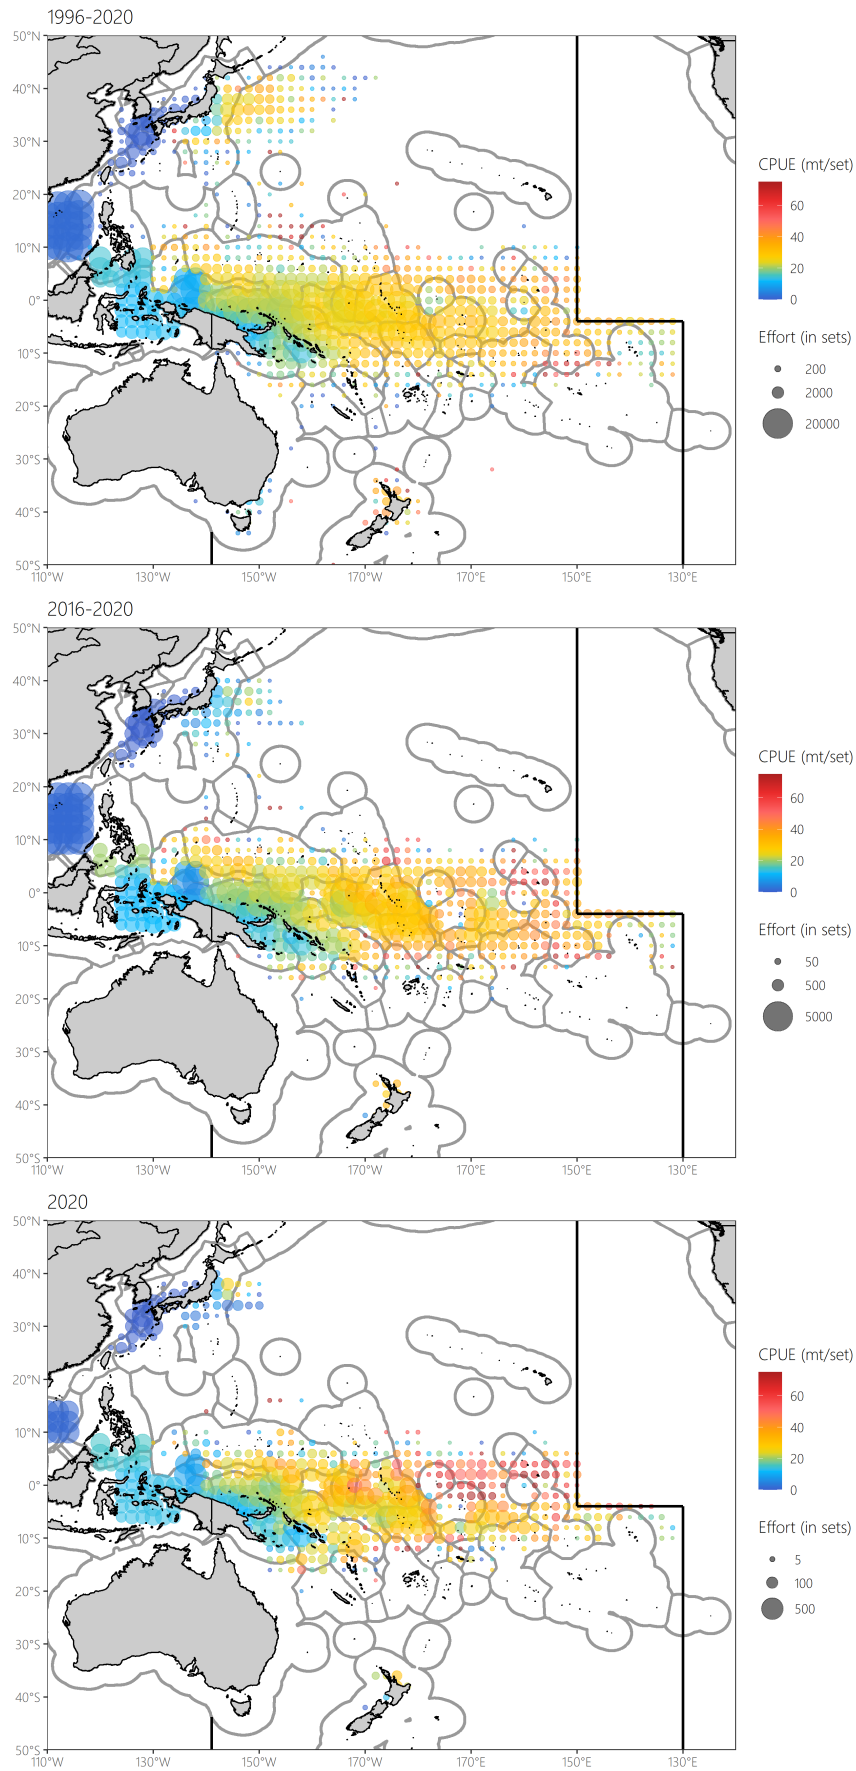 1996-2020
50°N
40°N
30°N
20°N
10°N
0°
10°S
20°S
30°S
40°S
50°S
110°W 130°W 150°W 170°W 170°E 150°E 130°E
CPUE (mt/set)
60
40
20
0
Effort (in sets)
200
2000
20000
2016-2020
50°N
40°N
30°N
20°N
10°N
0°
10°S
20°S
30°S
40°S
50°S
110°W 130°W 150°W 170°W 170°E 150°E 130°E
CPUE (mt/set)
60
40
20
0
Effort (in sets)
50
500
5000
2020
50°N
40°N
30°N
20°N
10°N
0°
10°S
20°S
30°S
40°S
50°S
110°W 130°W 150°W 170°W 170°E 150°E 130°E
CPUE (mt/set)
60
40
20
0
Effort (in sets)
5
100
500